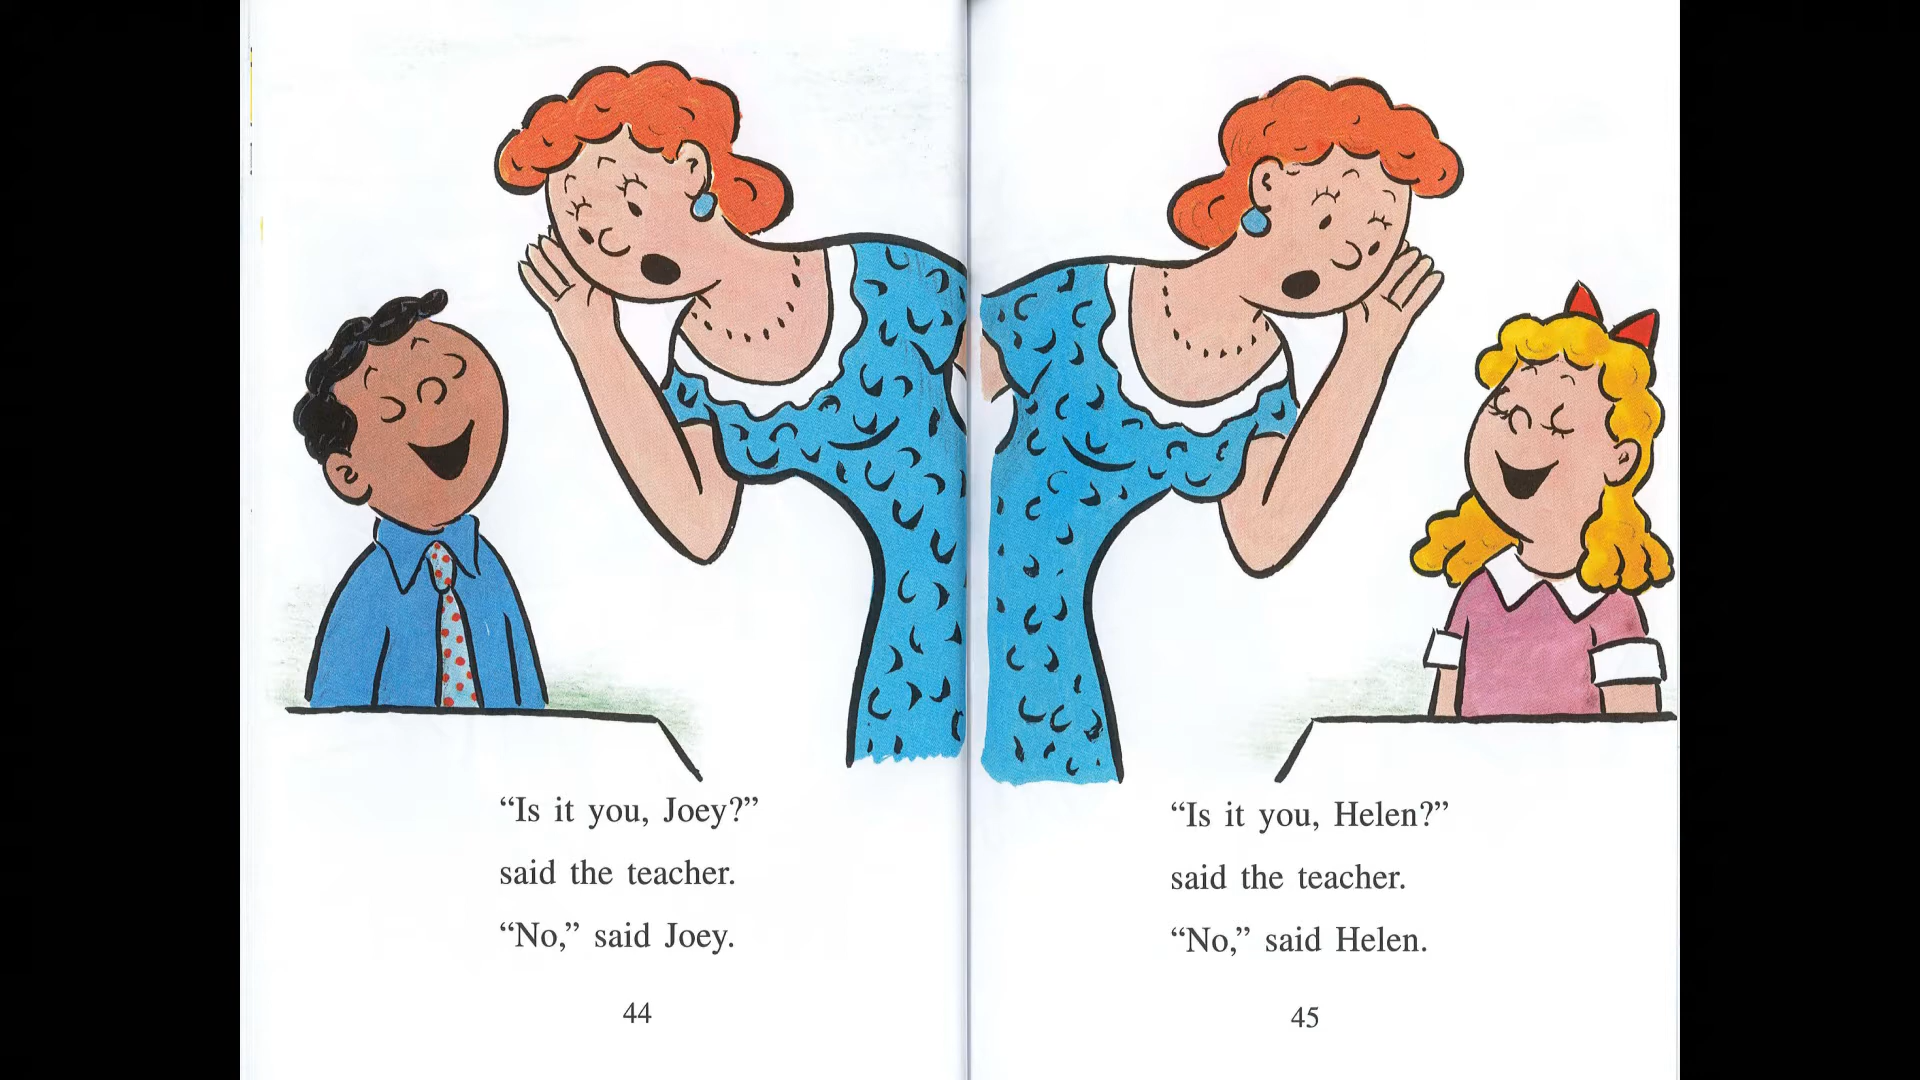 “Is it you, Joey?”
said the teacher.
“No,” said Joey.
44
“Is it you, Helen?”
said the teacher.
“No,” said Helen.
45